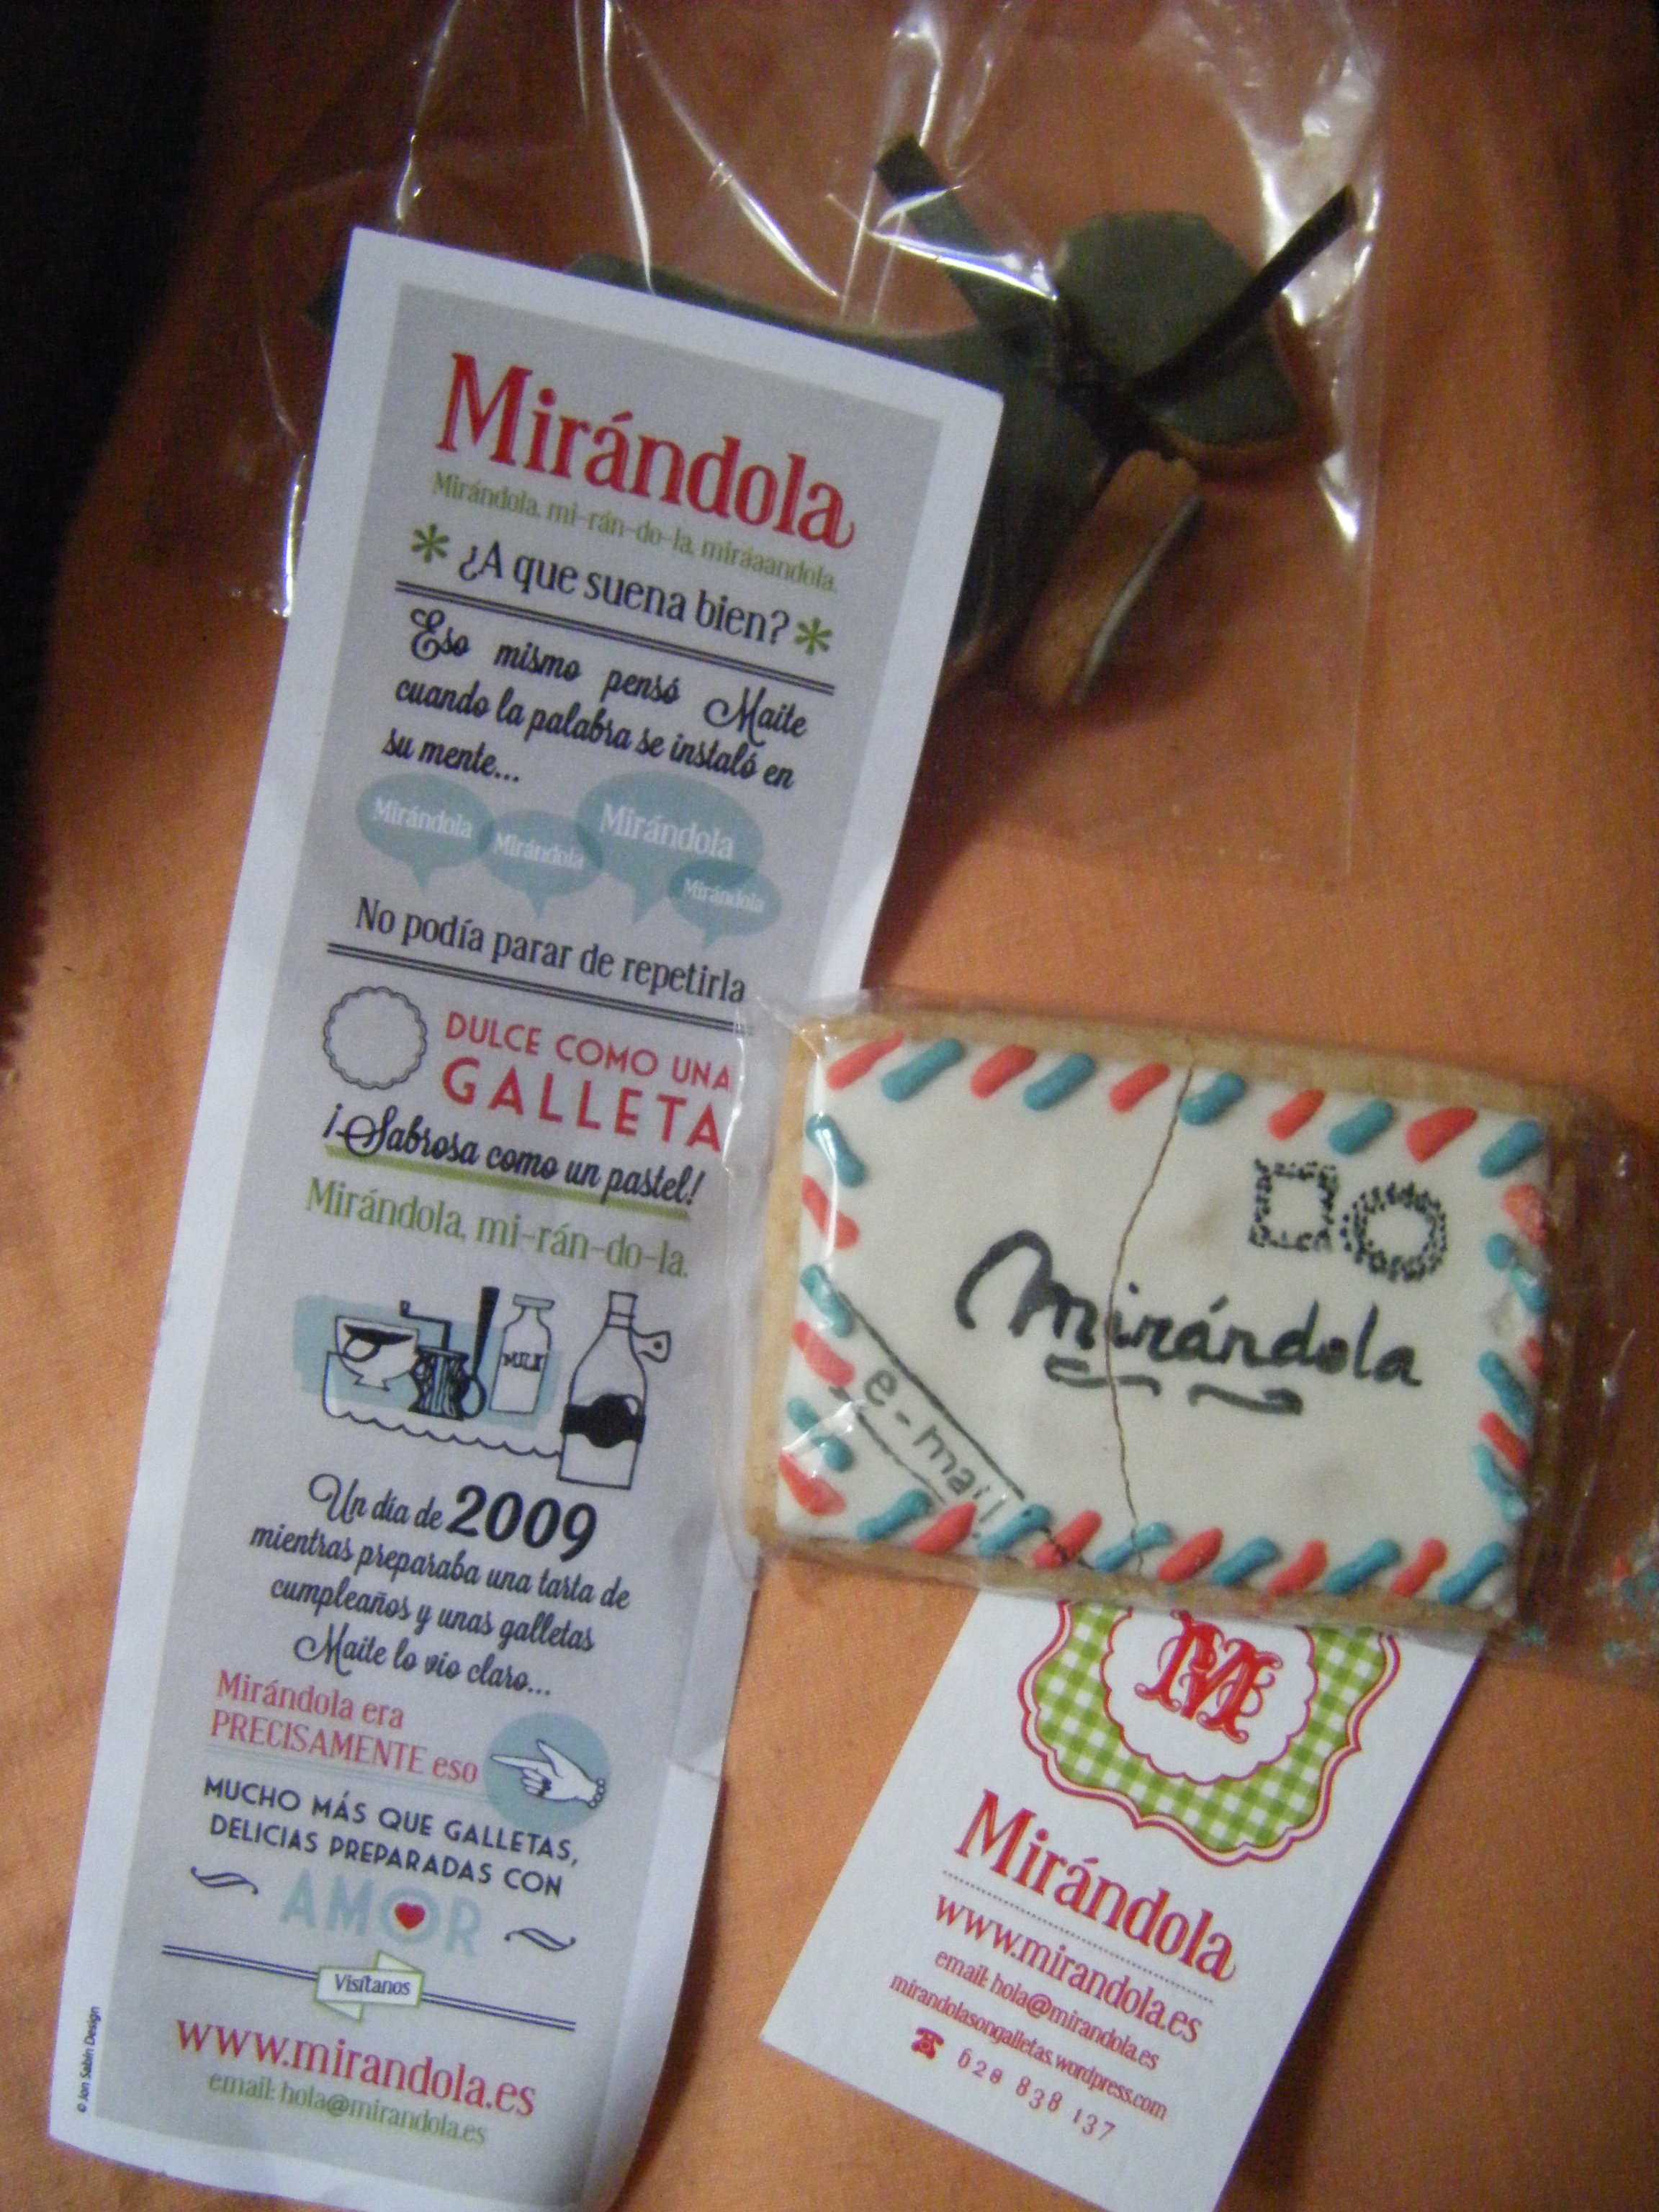 Mirándola
Mirándola, mi-rán-do-la, miráaandola.
* ¿A que suena bien? *
Eso mismo pensó Maite
cuando la palabra se instaló en
su mente...
Mirándola
Mirándola
Mirándola
Mirándola
No podía parar de repetirla
DULCE COMO UNA
GALLETA
¡Sabrosa como un pastel!
Mirándola, mi-rán-do-la.
MILK
Un día de 2009
mientras preparaba una tarta de
cumpleaños y unas galletas
Maite lo vio claro...
Mirándola era
PRECISAMENTE eso
MUCHO MÁS QUE GALLETAS,
DELICIAS PREPARADAS CON
AMOR
Visítanos
www.mirandola.es
email: hola@mirandola.es
© Jon Sabin Design
Mirándola
e-mail
M
Mirándola
www.mirandola.es
email: hola@mirandola.es
mirandolasongalletas.wordpress.com
☎ 620 838 137